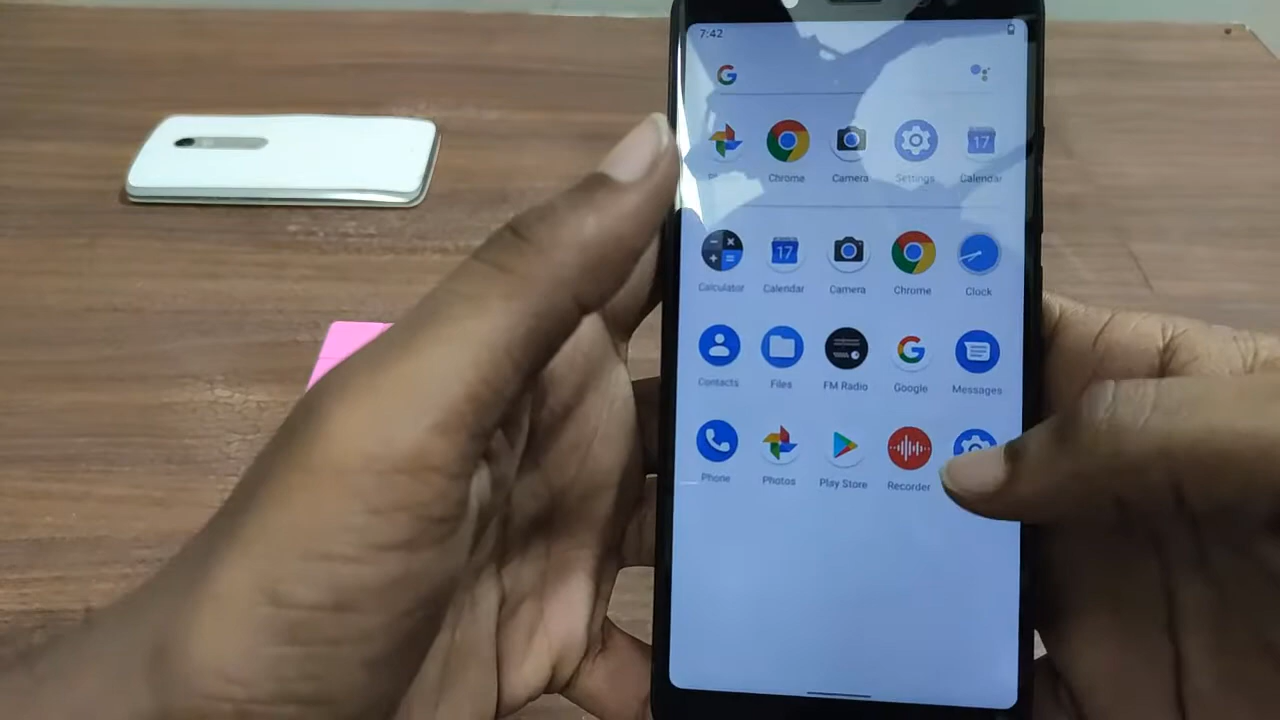 7:42
G
Chrome Camera Settings Calendar
Calculator Calendar Camera Chrome Clock
Contacts Files FM Radio Google Messages
Phone Photos Play Store Recorder